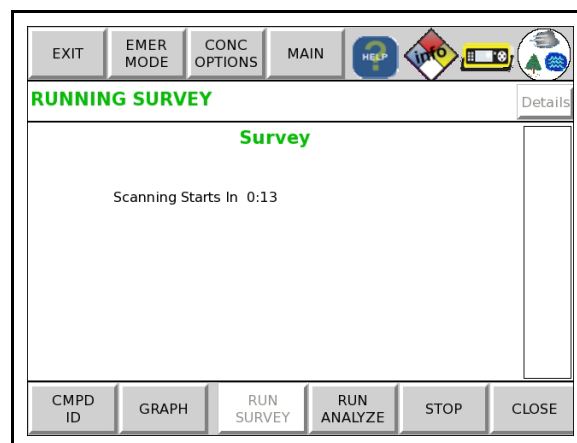 EXIT
EMER
MODE
CONC
OPTIONS
MAIN
HELP
info
RUNNING SURVEY
Details
Survey
Scanning Starts In 0:13
CMPD
ID
GRAPH
RUN
SURVEY
RUN
ANALYZE
STOP
CLOSE